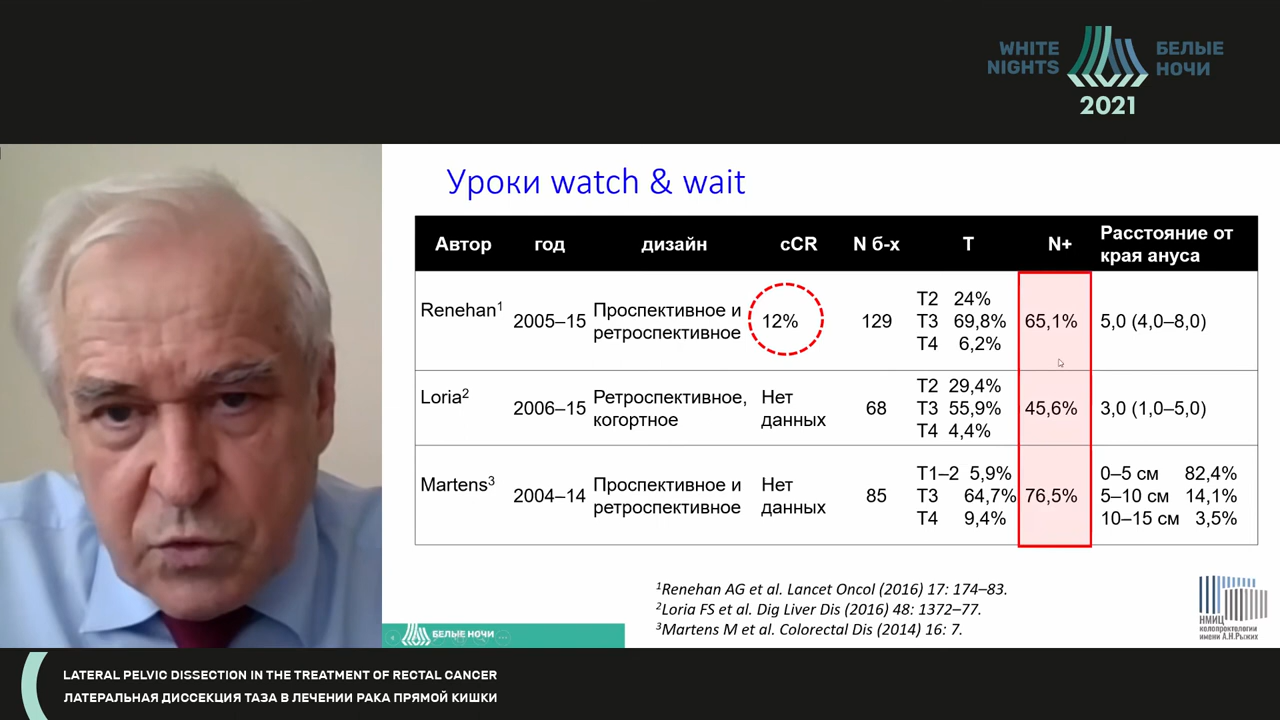 WHITE
NIGHTS
БЕЛЫЕ
НОЧИ
2021
Уроки watch & wait
Автор год дизайн cCR N б-х T N+ Расстояние от
края ануса
Renehan¹ 2005–15 Проспективное и
ретроспективное 12% 129 T2 24%
T3 69,8% 65,1% 5,0 (4,0–8,0)
T4 6,2%
Loria² 2006–15 Ретроспективное,
когортное Нет
данных 68 T2 29,4%
T3 55,9% 45,6% 3,0 (1,0–5,0)
T4 4,4%
Martens³ 2004–14 Проспективное и
ретроспективное Нет
данных 85 T1–2 5,9%
T3 64,7% 76,5%
T4 9,4%
0–5 см 82,4%
5–10 см 14,1%
10–15 см 3,5%
¹Renehan AG et al. Lancet Oncol (2016) 17: 174–83.
²Loria FS et al. Dig Liver Dis (2016) 48: 1372–77.
³Martens M et al. Colorectal Dis (2014) 16: 7.
НМИЦ
колопроктологии
имени А.Н.Рыжих
БЕЛЫЕ НОЧИ
LATERAL PELVIC DISSECTION IN THE TREATMENT OF RECTAL CANCER
ЛАТЕРАЛЬНАЯ ДИССЕКЦИЯ ТАЗА В ЛЕЧЕНИИ РАКА ПРЯМОЙ КИШКИ